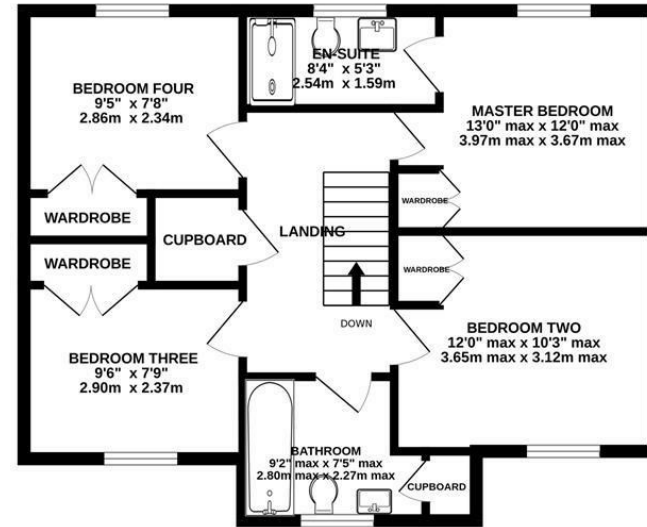 EN-SUITE
8'4" x 5'3"
2.54m x 1.59m
BEDROOM FOUR
9'5" x 7'8"
2.86m x 2.34m
MASTER BEDROOM
13'0" max x 12'0" max
3.97m max x 3.67m max
WARDROBE
WARDROBE
CUPBOARD
LANDING
WARDROBE
WARDROBE
DOWN
BEDROOM TWO
12'0" max x 10'3" max
3.65m max x 3.12m max
BEDROOM THREE
9'6" x 7'9"
2.90m x 2.37m
BATHROOM
9'2" max x 7'5" max
2.80m max x 2.27m max
CUPBOARD